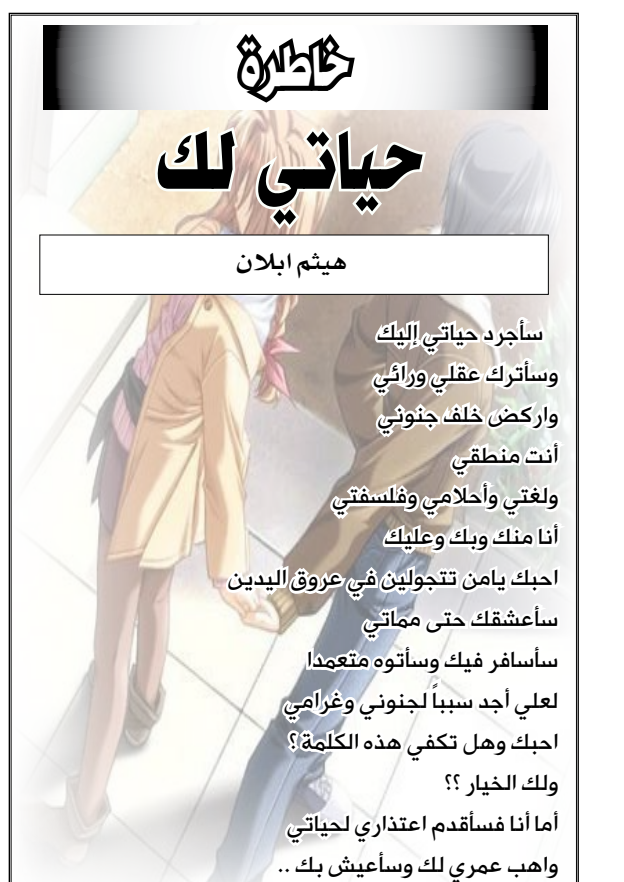 خاطرة
حياتي لك
هيثم ابلان
سأجرد حياتي إليك
وسأترك عقلي ورائي
واركض خلف جنوني
أنت منطقي
ولغتي وأحلامي وفلسفتي
أنا منك وبك وعليك
احبك يامن تتجولين في عروق اليدين
سأعشقك حتى مماتي
سأسافر فيك وسأتوه متعمدا
لعلي أجد سبباً لجنوني وغرامي
احبك وهل تكفي هذه الكلمة؟
ولك الخيار ؟؟
أما أنا فسأقدم اعتذاري لحياتي
واهب عمري لك وسأعيش بك ..